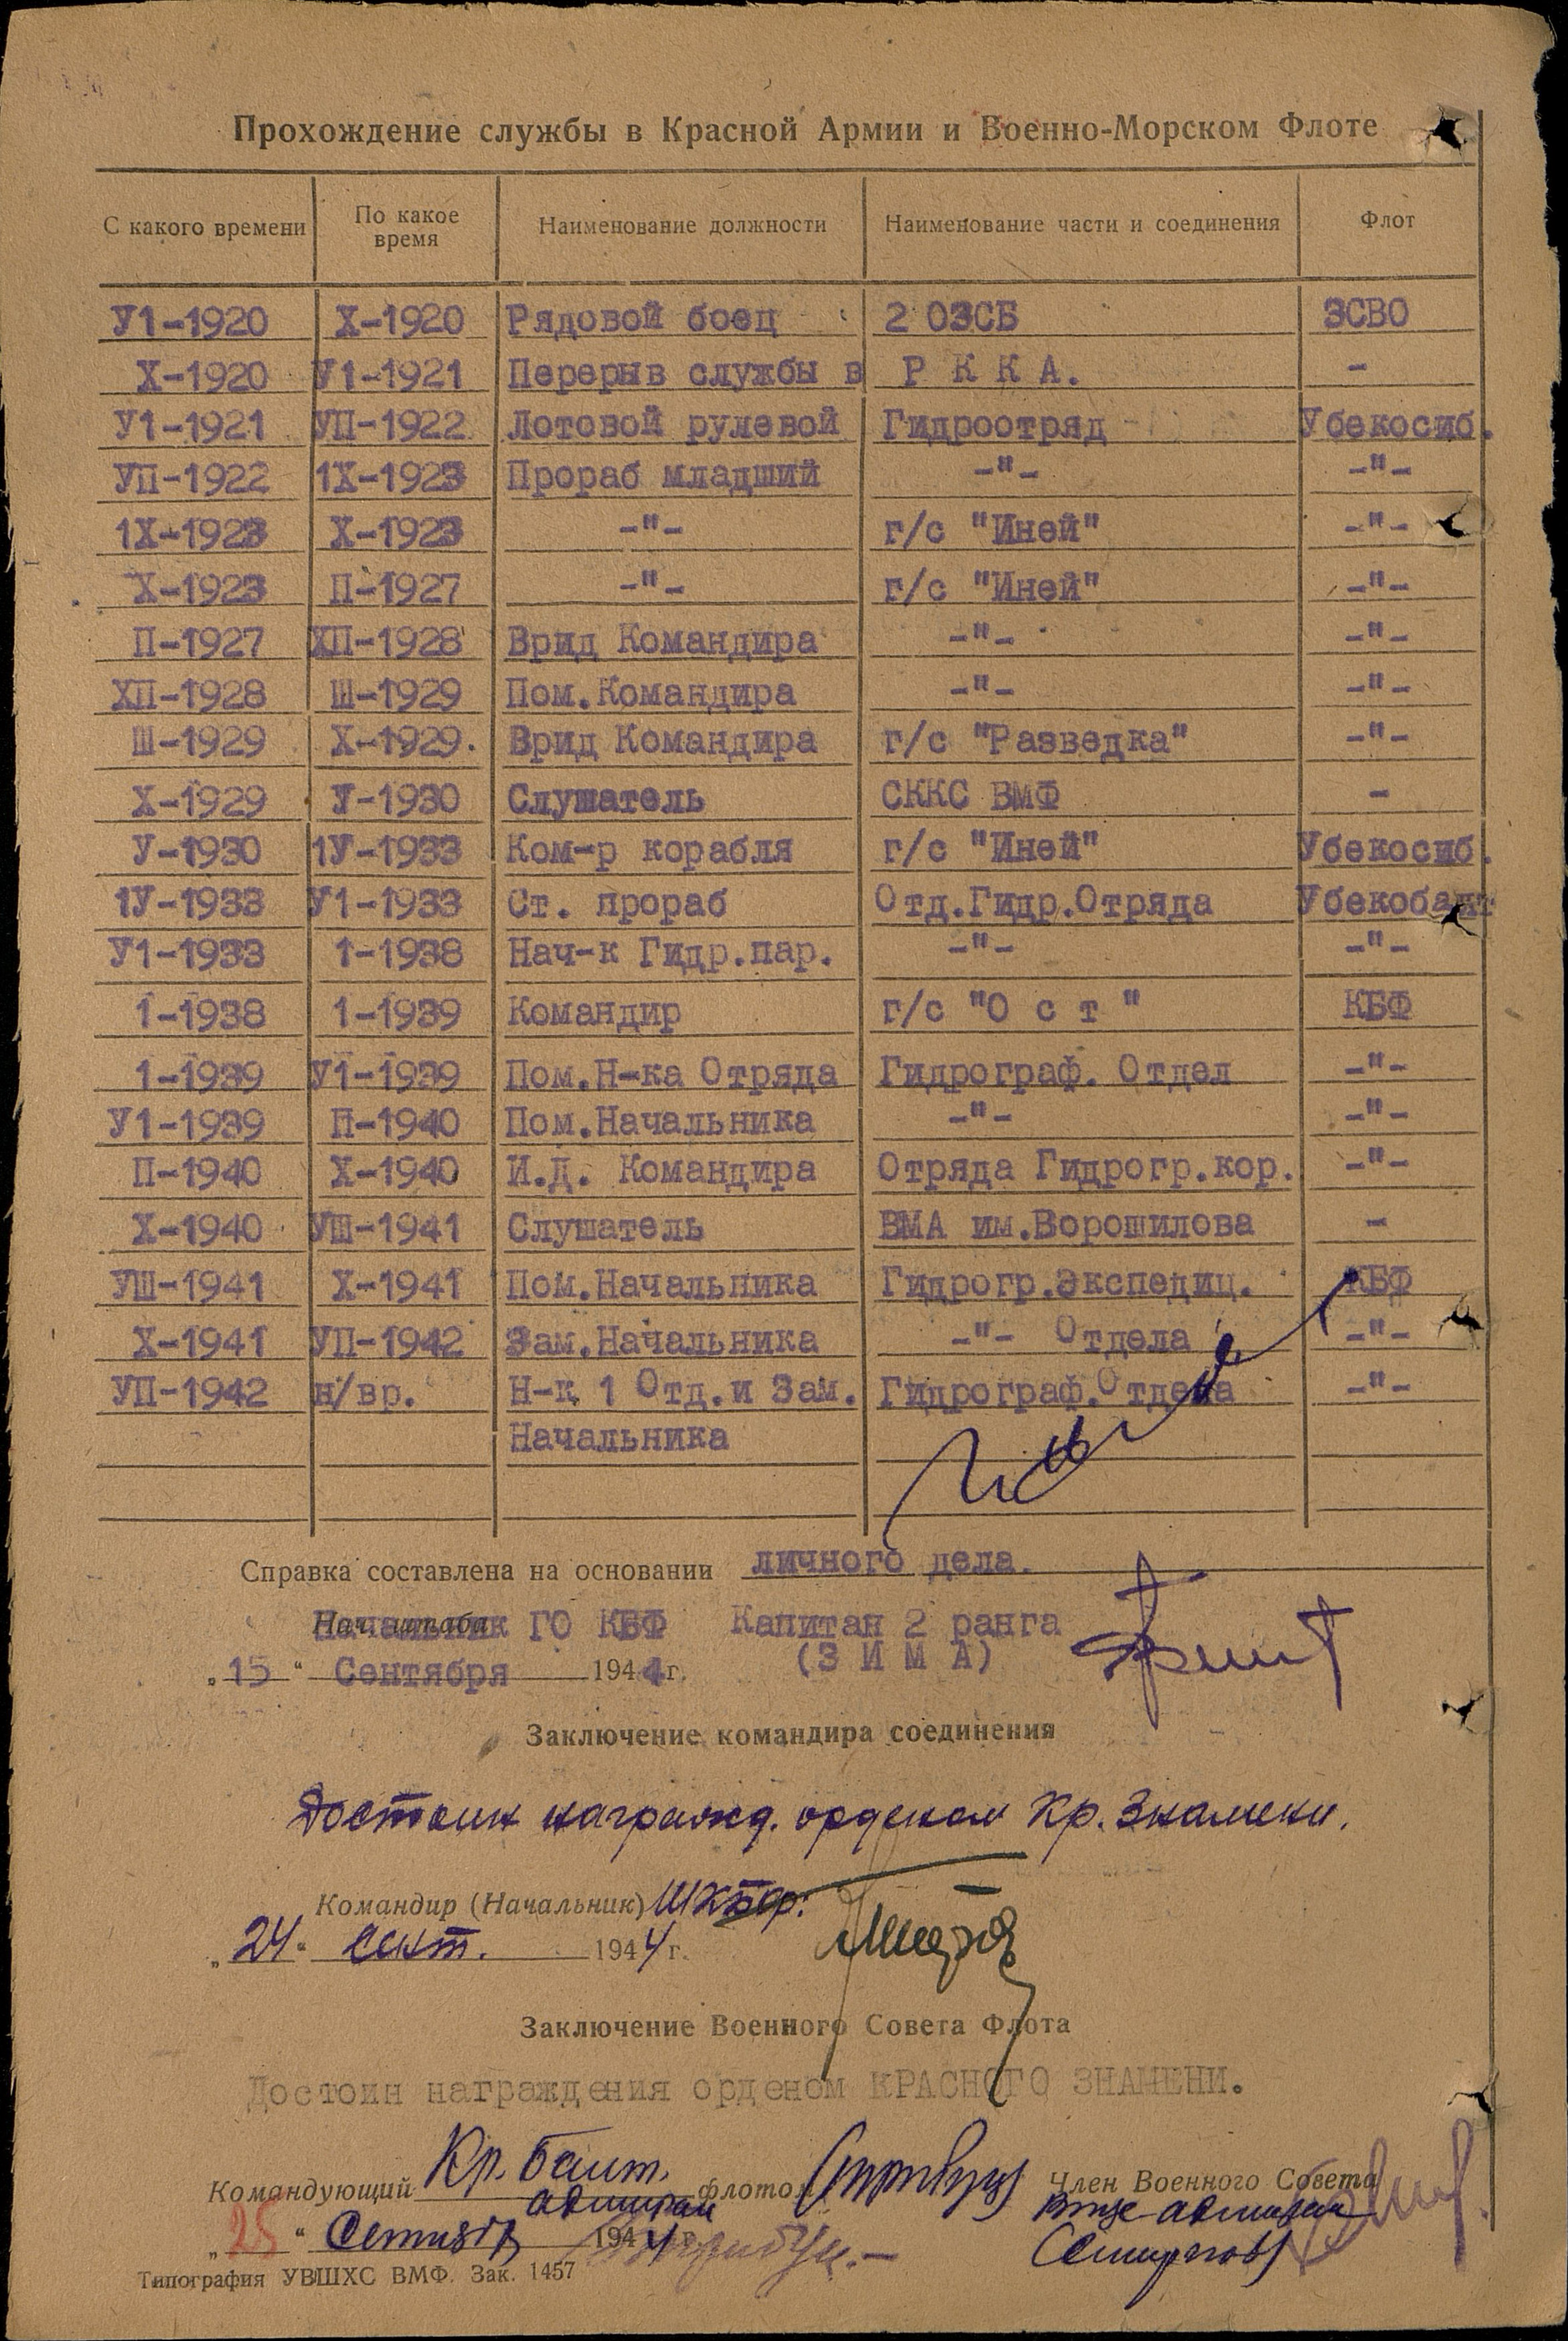 Прохождение службы в Красной Армии и Военно-Морском Флоте
С какого времени По какое время Наименование должности Наименование части и соединения Флот
У1-1920 Х-1920 Рядовой боец 2 ОЗСБ ЗСВО
Х-1920 У1-1921 Перерыв службы в Р К К А. -
У1-1921 УП-1922 Лотовой рулевой Гидроотряд Убекосиб.
УП-1922 1Х-1923 Прораб младший -"- -"-
1Х-1923 Х-1923 -"- г/с "Иней" -"-
Х-1923 П-1927 -"- г/с "Иней" -"-
П-1927 ХП-1928 Врид Командира -"- -"-
ХП-1928 Ш-1929 Пом.Командира -"- -"-
Ш-1929 Х-1929. Врид Командира г/с "Разведка" -"-
Х-1929 У-1930 Слушатель СККС ВМФ -
У-1930 1У-1933 Ком-р корабля г/с "Иней" Убекосиб.
1У-1933 У1-1933 Ст. прораб Отд.Гидр.Отряда Убекобалт
У1-1933 1-1938 Нач-к Гидр.пар. -"- -"-
1-1938 1-1939 Командир г/с "О с т" КБФ
1-1939 У1-1939 Пом.Н-ка Отряда Гидрограф. Отдел -"-
У1-1939 П-1940 Пом.Начальника -"- -"-
П-1940 Х-1940 И.Д. Командира Отряда Гидрогр.кор. -"-
Х-1940 УШ-1941 Слушатель ВМА им.Ворошилова -
УШ-1941 Х-1941 Пом.Начальника Гидрогр.Экспедиц. КБФ
Х-1941 УП-1942 Зам.Начальника -"- Отдела -"-
УП-1942 н/вр. Н-к 1 Отд.и Зам. Гидрограф.Отдела -"-
Начальника
Справка составлена на основании личного дела.
Начальник ГО КБФ Капитан 2 ранга
Нач. штаба
(З И М А)
„15 “ Сентября 1944г.
Заключение командира соединения
Достоин награжд. орденом Кр. Знамени.
Командир (Начальник)
„24“ сент. 1944 г.
Заключение Военного Совета Флота
Достоин награждения орденом КРАСНОГО ЗНАМЕНИ.
Командующий Кр. Балт. флотом (Трибуц) Член Военного Совета
адмирал вице-адмирал
„25 “ Сентября 1944 г. (Смирнов)
Типография УВШХС ВМФ. Зак. 1457